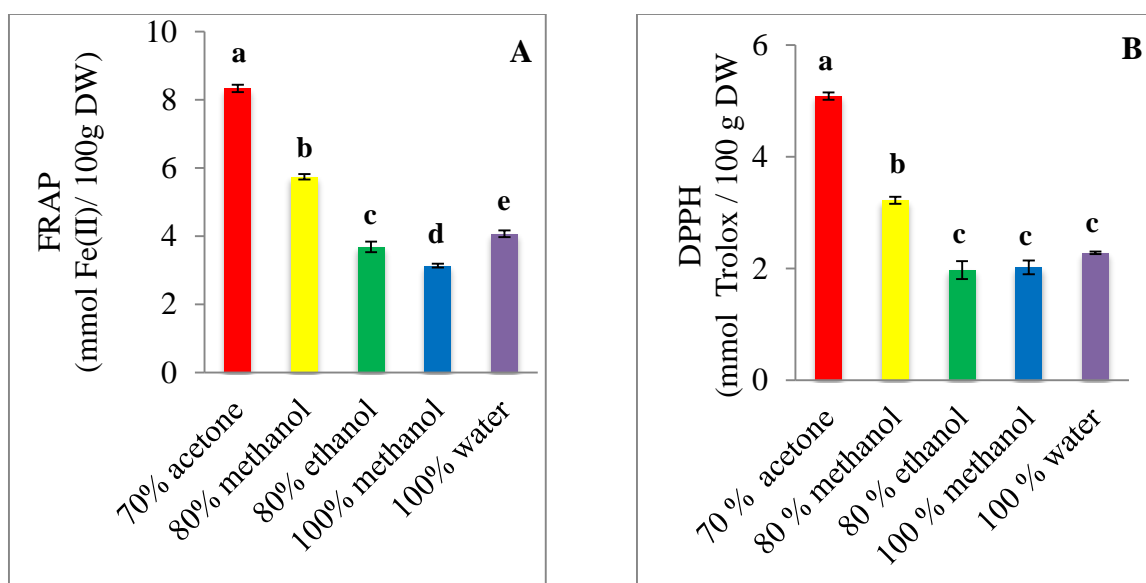 A
FRAP
(mmol Fe(II)/ 100g DW)
10
8
6
4
2
0
a
b
c
d
e
70% acetone
80% methanol
80% ethanol
100% methanol
100% water
B
DPPH
(mmol Trolox / 100 g DW
6
4
2
0
a
b
c
c
c
70 % acetone
80 % methanol
80 % ethanol
100 % methanol
100 % water